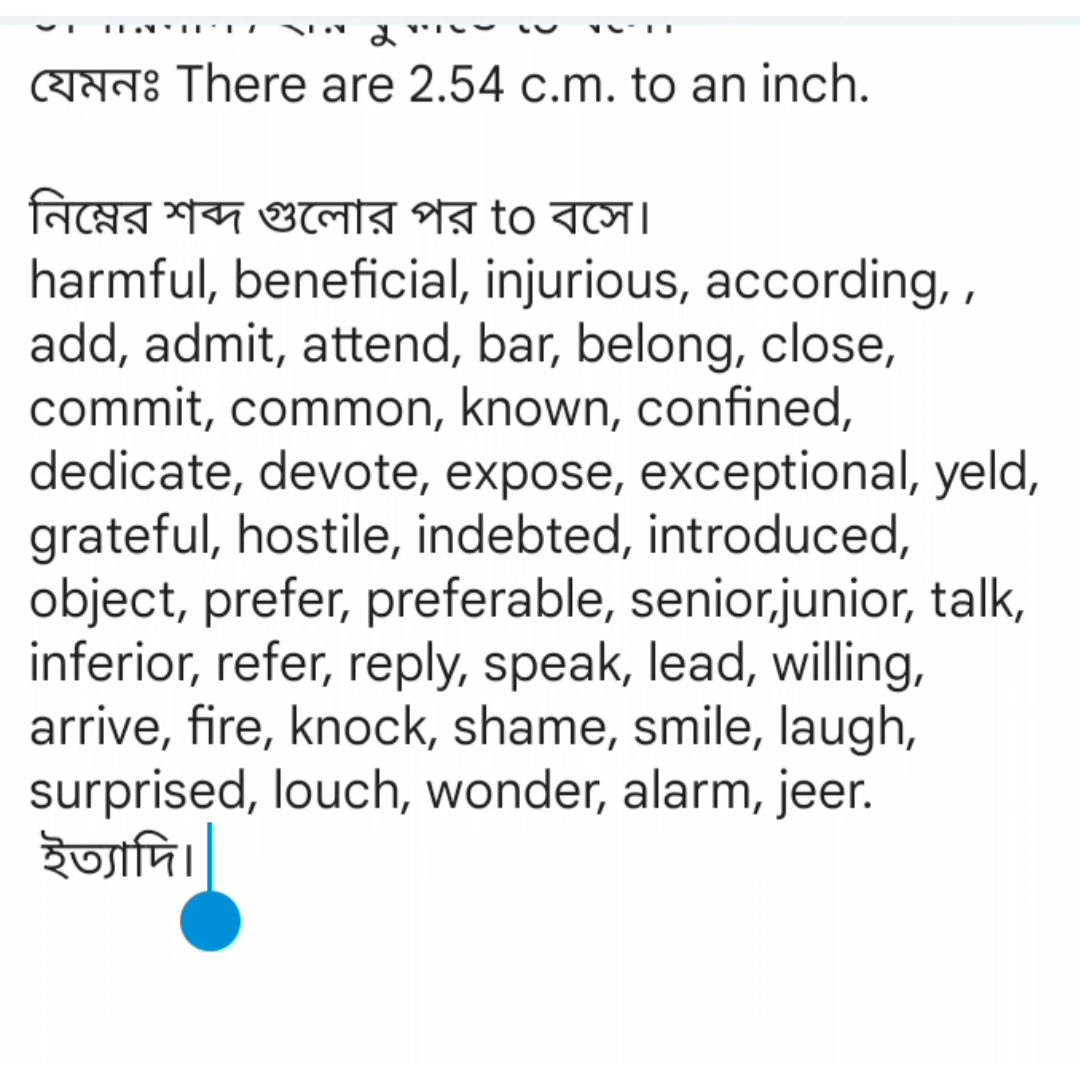 যেমনঃ There are 2.54 c.m. to an inch.
নিম্নের শব্দ গুলোর পর to বসে।
harmful, beneficial, injurious, according, ,
add, admit, attend, bar, belong, close,
commit, common, known, confined,
dedicate, devote, expose, exceptional, yeld,
grateful, hostile, indebted, introduced,
object, prefer, preferable, senior,junior, talk,
inferior, refer, reply, speak, lead, willing,
arrive, fire, knock, shame, smile, laugh,
surprised, louch, wonder, alarm, jeer.
ইত্যাদি।